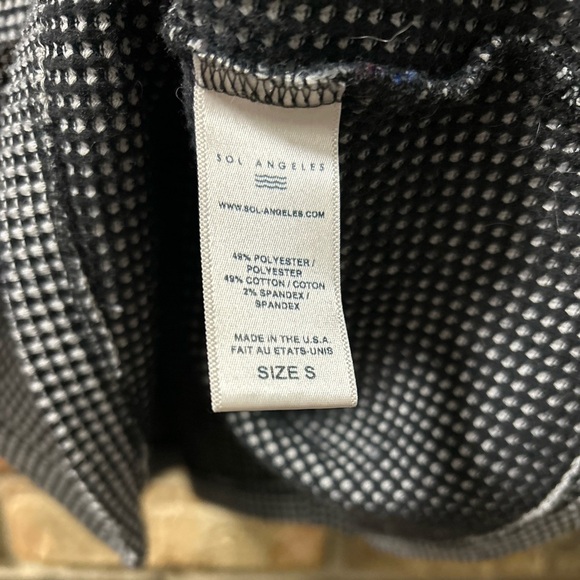 SOL ANGELES
WWW.SOL-ANGELES.COM
49% POLYESTER /
POLYESTER
49% COTTON / COTON
2% SPANDEX /
SPANDEX
MADE IN THE U.S.A.
FAIT AU ETATS-UNIS
SIZE S